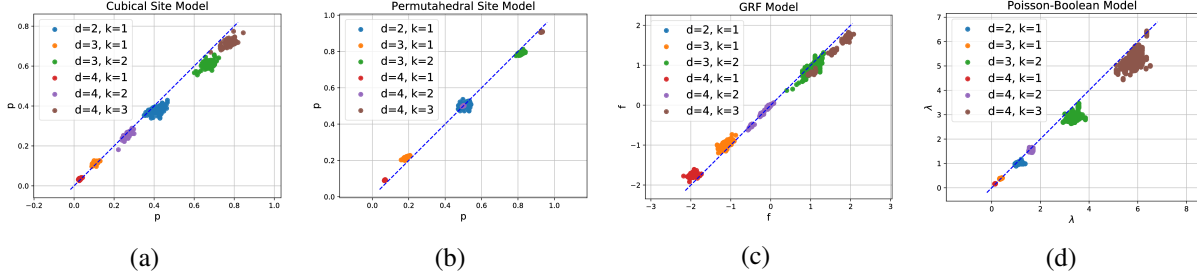 Cubical Site Model
0.8
0.6
0.4
0.2
0.0
p
d=2, k=1
d=3, k=1
d=3, k=2
d=4, k=1
d=4, k=2
d=4, k=3
−0.2 0.0 0.2 0.4 0.6 0.8 1.0
p
(a)
Permutahedral Site Model
1.0
0.8
0.6
0.4
0.2
0.0
p
d=2, k=1
d=3, k=1
d=3, k=2
d=4, k=1
d=4, k=2
d=4, k=3
0.0 0.2 0.4 0.6 0.8 1.0
p
(b)
GRF Model
2
1
0
−1
−2
f
d=2, k=1
d=3, k=1
d=3, k=2
d=4, k=1
d=4, k=2
d=4, k=3
−3 −2 −1 0 1 2 3
f
(c)
Poisson-Boolean Model
7
6
5
4
3
2
1
0
λ
d=2, k=1
d=3, k=1
d=3, k=2
d=4, k=1
d=4, k=2
d=4, k=3
0 2 4 6 8
λ
(d)